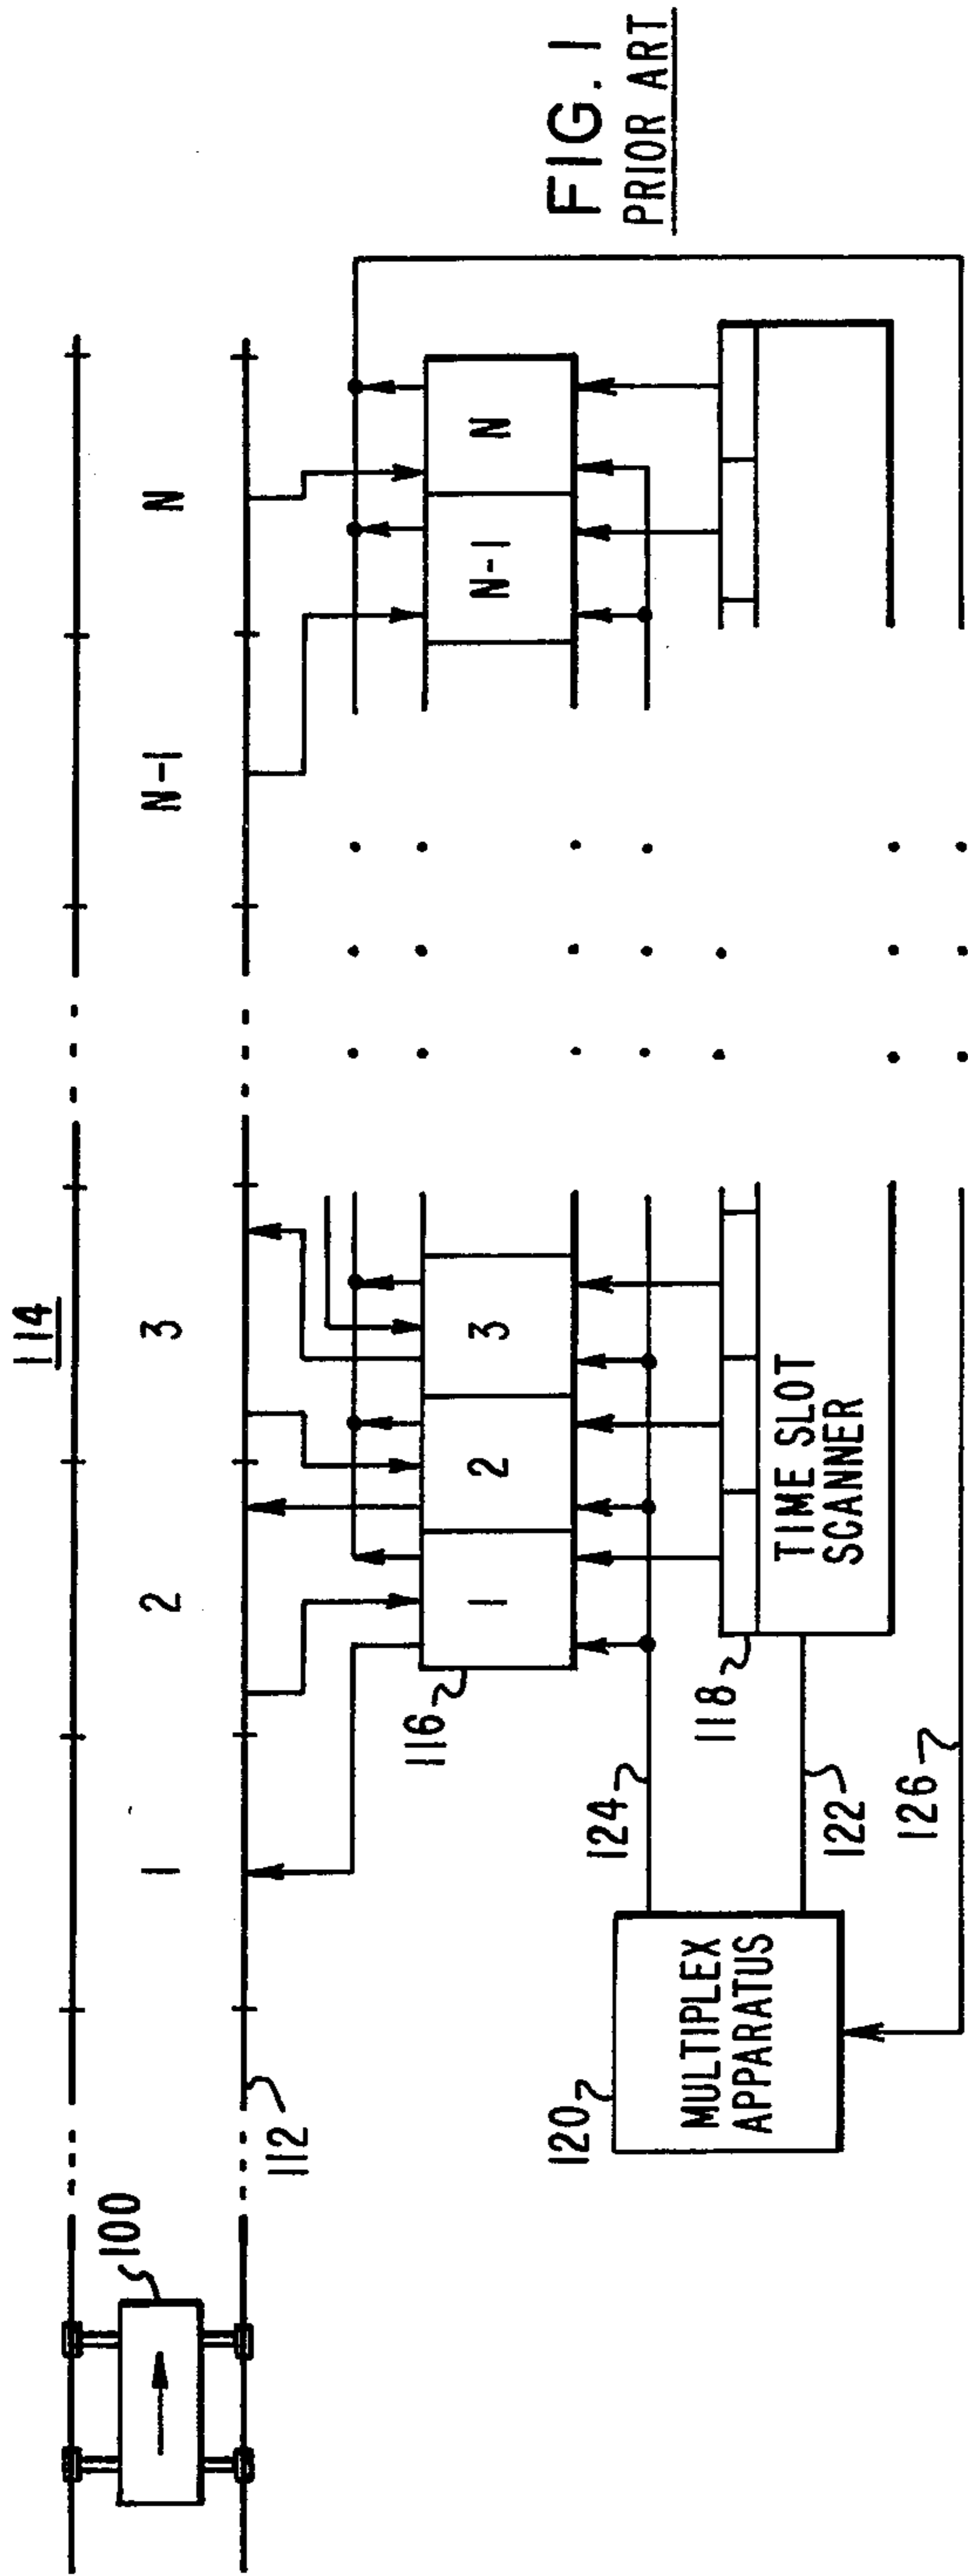 114
1
2
3
N-1
N
100
112
116
1
2
3
N-1
N
118
TIME SLOT
SCANNER
120
MULTIPLEX
APPARATUS
124
122
126
FIG. 1
PRIOR ART